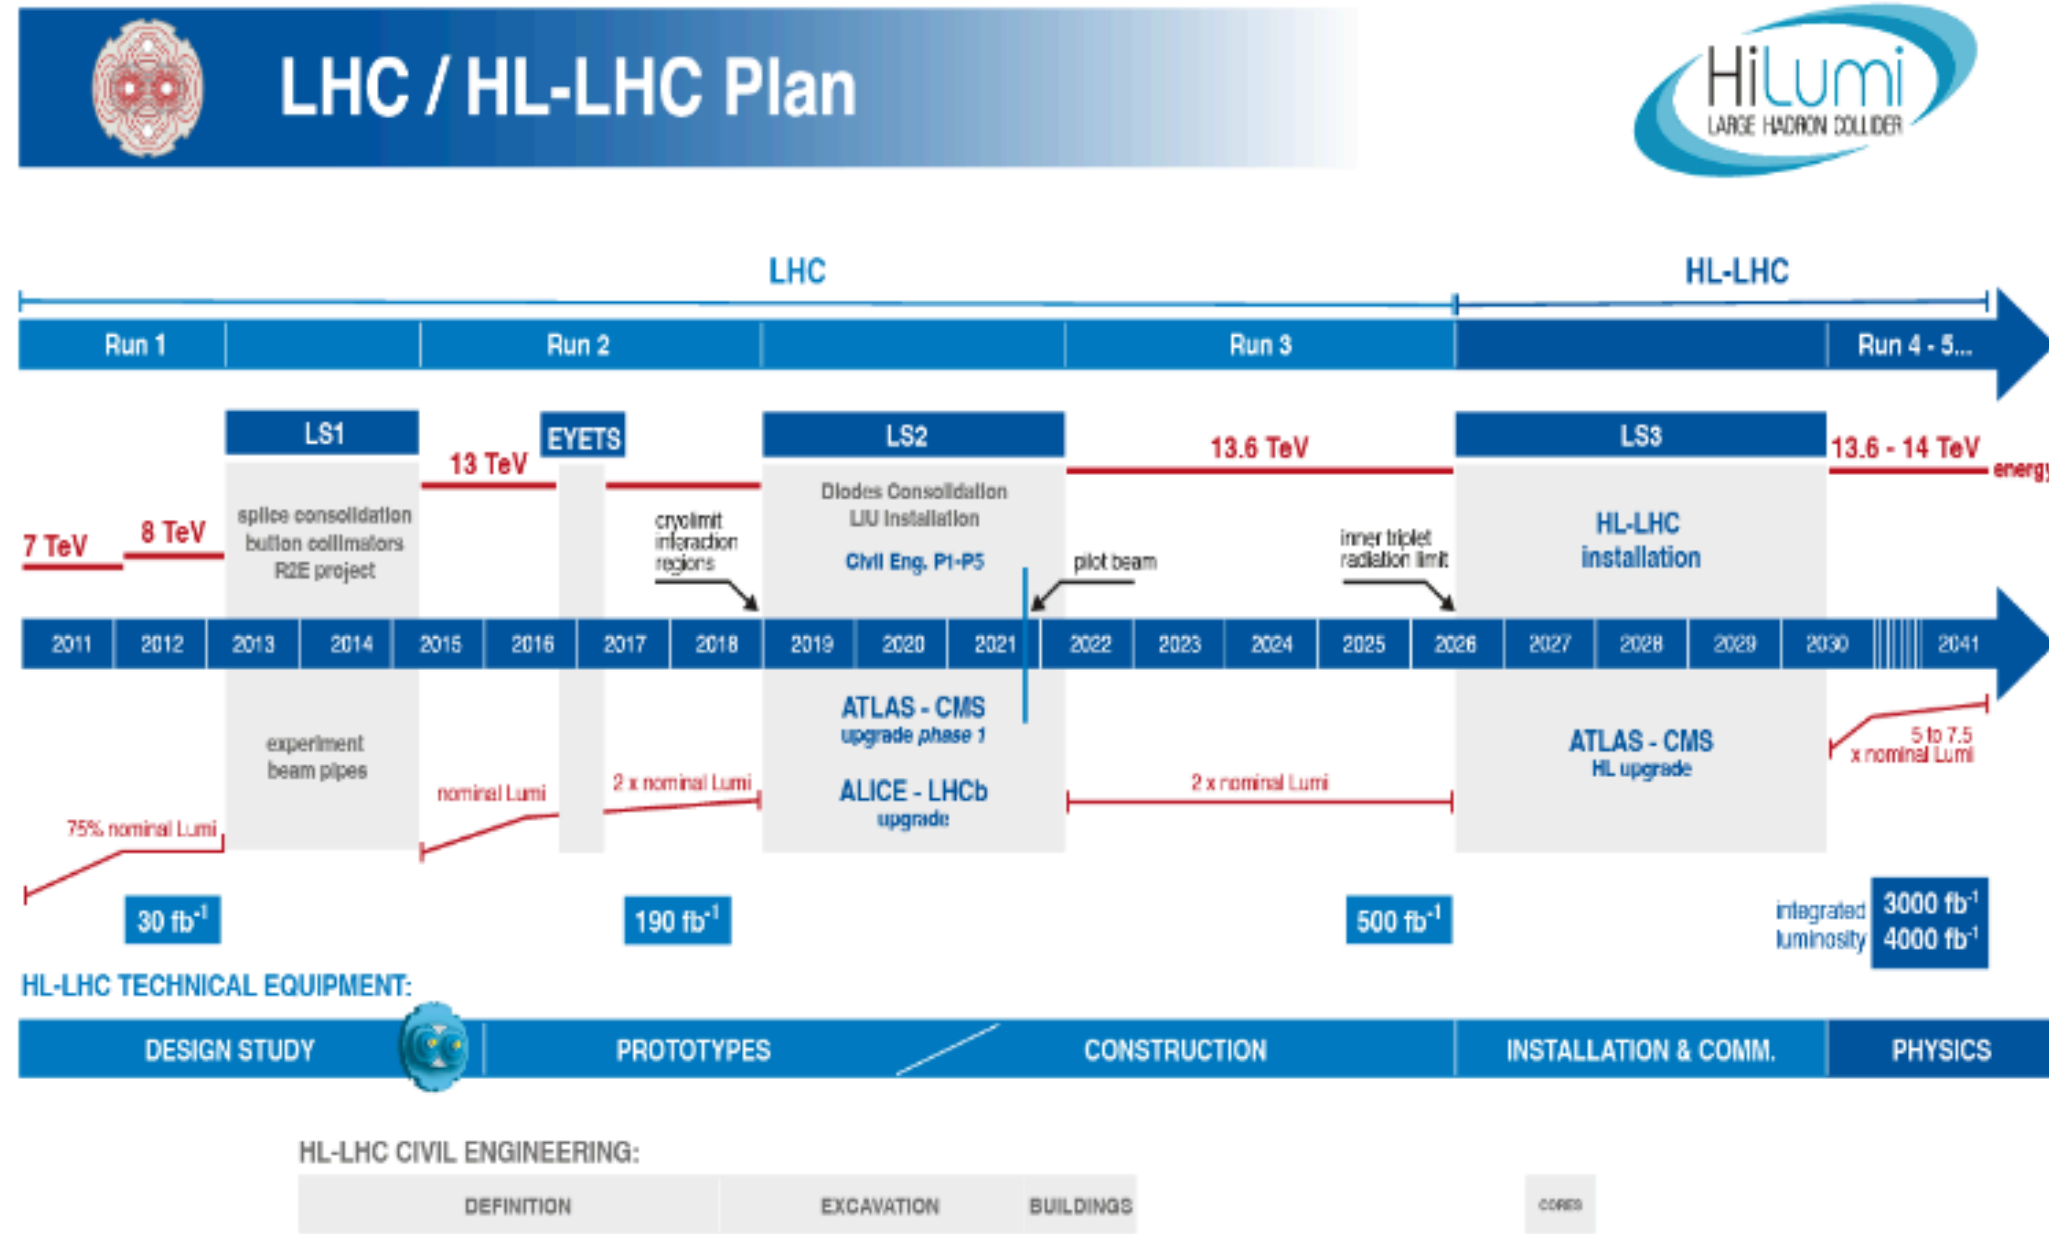 LHC / HL-LHC Plan
HiLumi
LARGE HADRON COLLIDER
LHC
HL-LHC
Run 1
Run 2
Run 3
Run 4 - 5...
LS1
EYETS
LS2
LS3
13 TeV
13.6 TeV
13.6 - 14 TeV
energy
7 TeV
8 TeV
splice consolidation
button collimators
R2E project
cryolimit
interaction
regions
Diodes Consolidation
LIU Installation
Civil Eng. P1-P5
pilot beam
inner triplet
radiation limit
HL-LHC
installation
2011
2012
2013
2014
2015
2016
2017
2018
2019
2020
2021
2022
2023
2024
2025
2026
2027
2028
2029
2030
2041
experiment
beam pipes
ATLAS - CMS
upgrade phase 1
ALICE - LHCb
upgrade
ATLAS - CMS
HL upgrade
5 to 7.5
x nominal Lumi
75% nominal Lumi
nominal Lumi
2 x nominal Lumi
2 x nominal Lumi
30 fb⁻¹
190 fb⁻¹
500 fb⁻¹
integrated
luminosity
3000 fb⁻¹
4000 fb⁻¹
HL-LHC TECHNICAL EQUIPMENT:
DESIGN STUDY
PROTOTYPES
CONSTRUCTION
INSTALLATION & COMM.
PHYSICS
HL-LHC CIVIL ENGINEERING:
DEFINITION
EXCAVATION
BUILDINGS
CORES